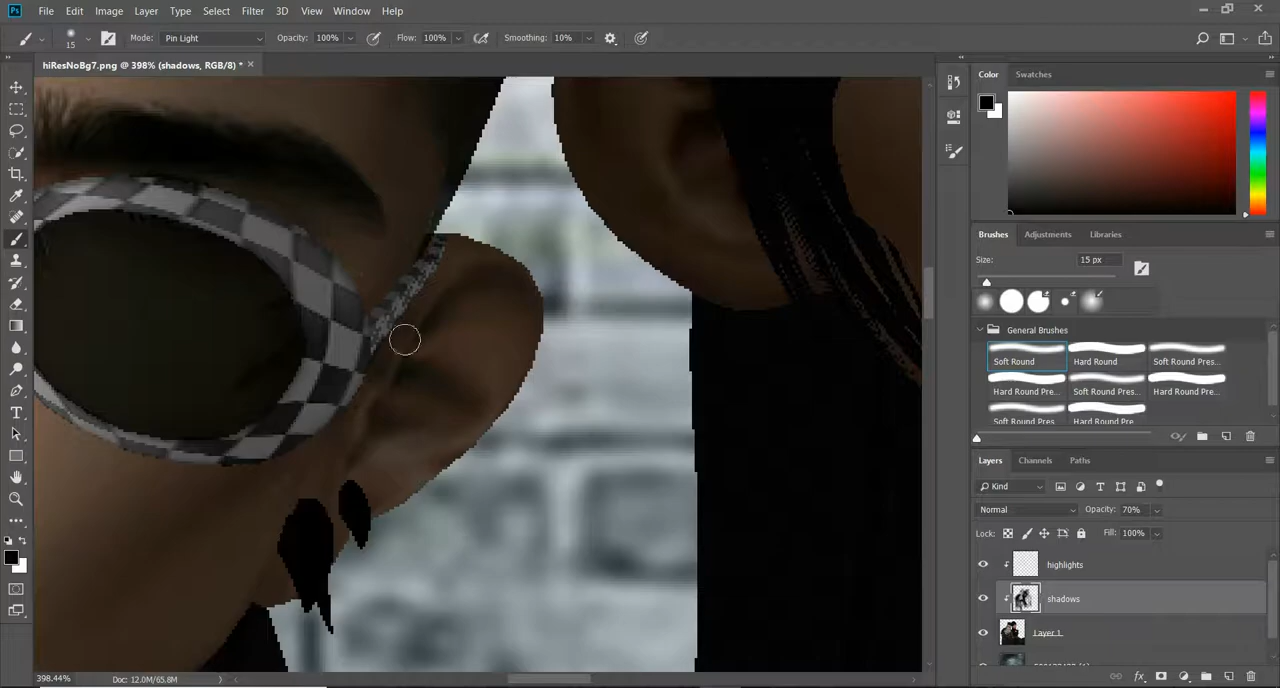 Ps File Edit Image Layer Type Select Filter 3D View Window Help
15 Mode: Pin Light Opacity: 100% Flow: 100% Smoothing: 10%
hiResNoBg7.png @ 398% (shadows, RGB/8) *
Color Swatches
Brushes Adjustments Libraries
Size: 15 px
General Brushes
Soft Round Hard Round Soft Round Pres...
Hard Round Pre... Soft Round Pres... Hard Round Pre...
Soft Round Pres Hard Round Pre
Layers Channels Paths
Kind
Normal Opacity: 70%
Lock: Fill: 100%
highlights
shadows
Layer 1
398.44% Doc: 12.0M/65.8M